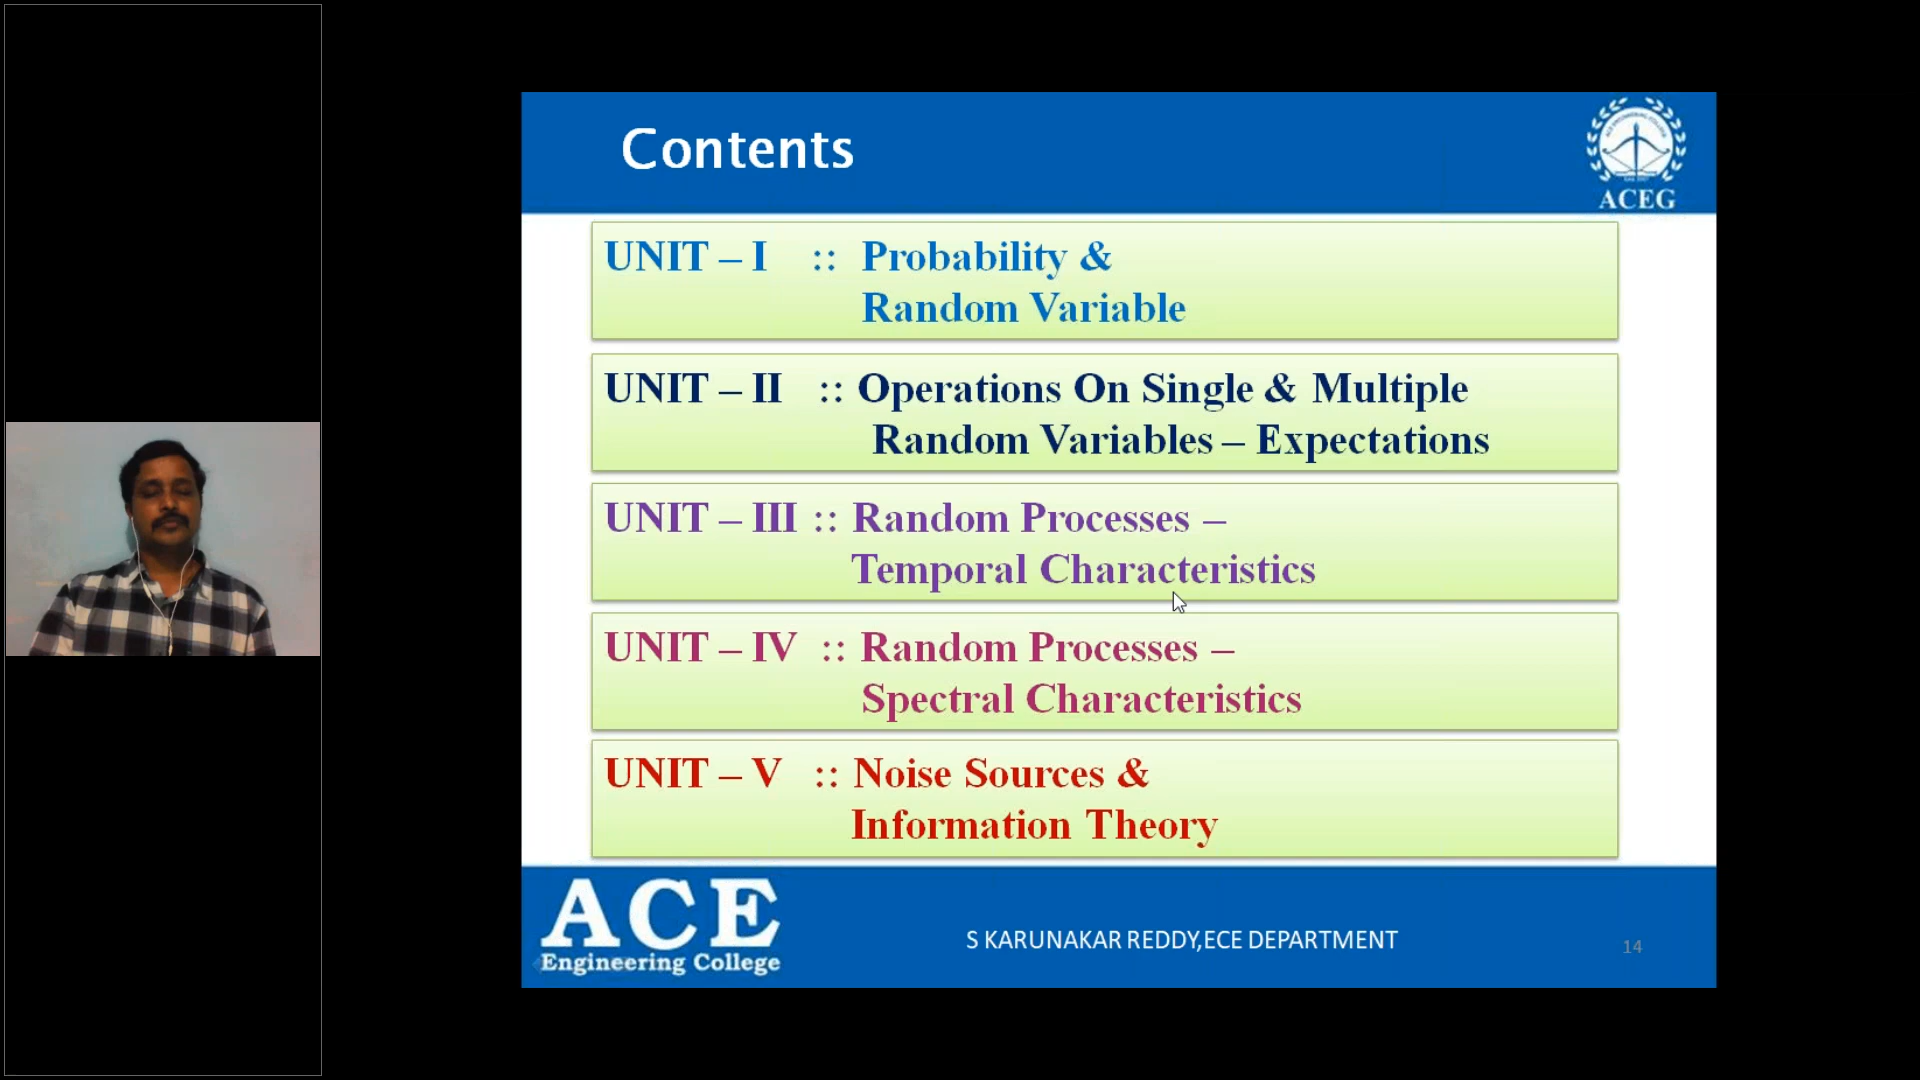 Contents
ACEG
UNIT – I :: Probability &
Random Variable
UNIT – II :: Operations On Single & Multiple
Random Variables – Expectations
UNIT – III :: Random Processes –
Temporal Characteristics
UNIT – IV :: Random Processes –
Spectral Characteristics
UNIT – V :: Noise Sources &
Information Theory
ACE
Engineering College
S KARUNAKAR REDDY,ECE DEPARTMENT
14